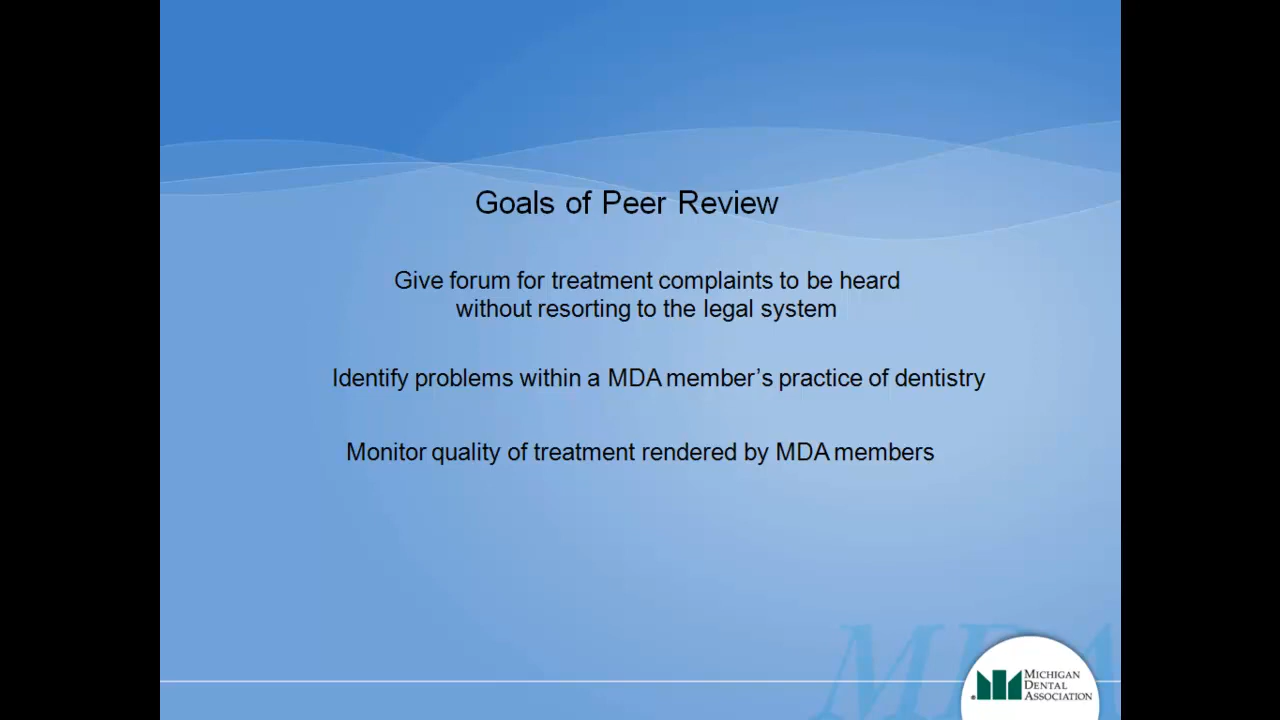 Goals of Peer Review
Give forum for treatment complaints to be heard
without resorting to the legal system
Identify problems within a MDA member’s practice of dentistry
Monitor quality of treatment rendered by MDA members
MDA
MICHIGAN
DENTAL
ASSOCIATION